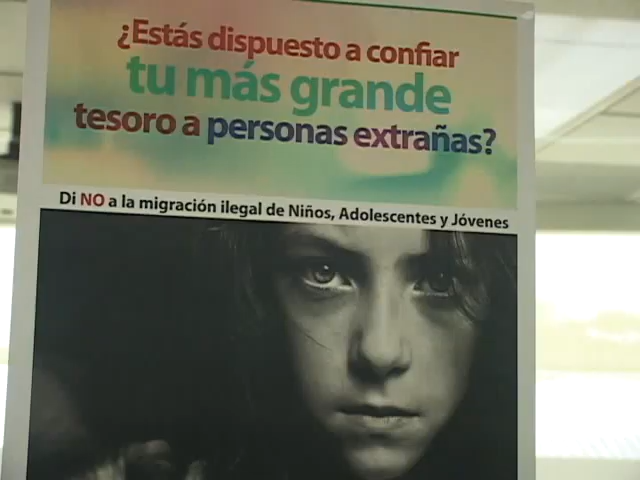 ¿Estás dispuesto a confiar
tu más grande
tesoro a personas extrañas?
Di NO a la migración ilegal de Niños, Adolescentes y Jóvenes